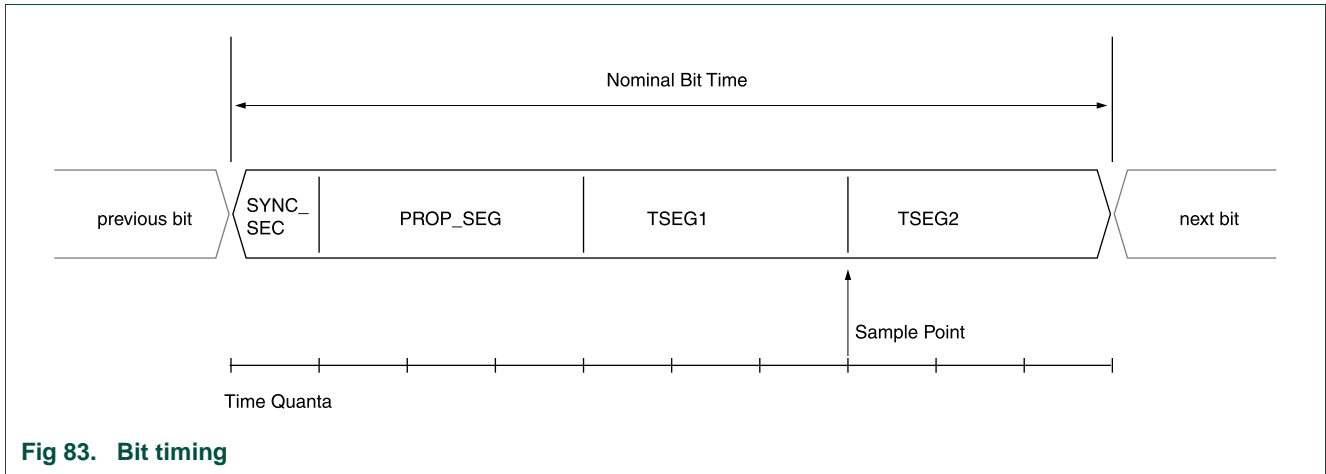 Nominal Bit Time
previous bit
SYNC_
SEC
PROP_SEG
TSEG1
TSEG2
next bit
Sample Point
Time Quanta
Fig 83. Bit timing